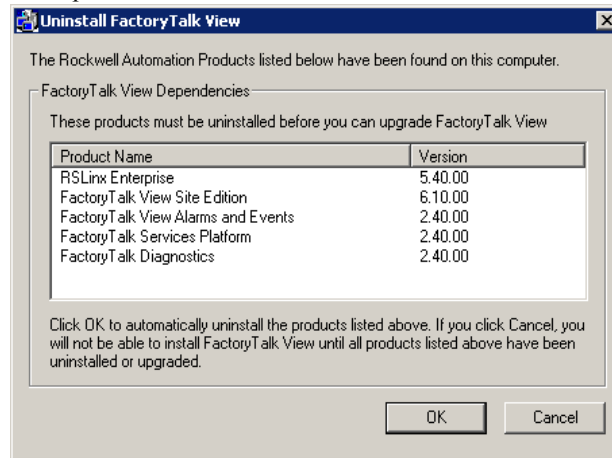 Uninstall FactoryTalk View
The Rockwell Automation Products listed below have been found on this computer.
FactoryTalk View Dependencies
These products must be uninstalled before you can upgrade FactoryTalk View
Product Name Version
RSLinx Enterprise 5.40.00
FactoryTalk View Site Edition 6.10.00
FactoryTalk View Alarms and Events 2.40.00
FactoryTalk Services Platform 2.40.00
FactoryTalk Diagnostics 2.40.00
Click OK to automatically uninstall the products listed above. If you click Cancel, you
will not be able to install FactoryTalk View until all products listed above have been
uninstalled or upgraded.
OK Cancel